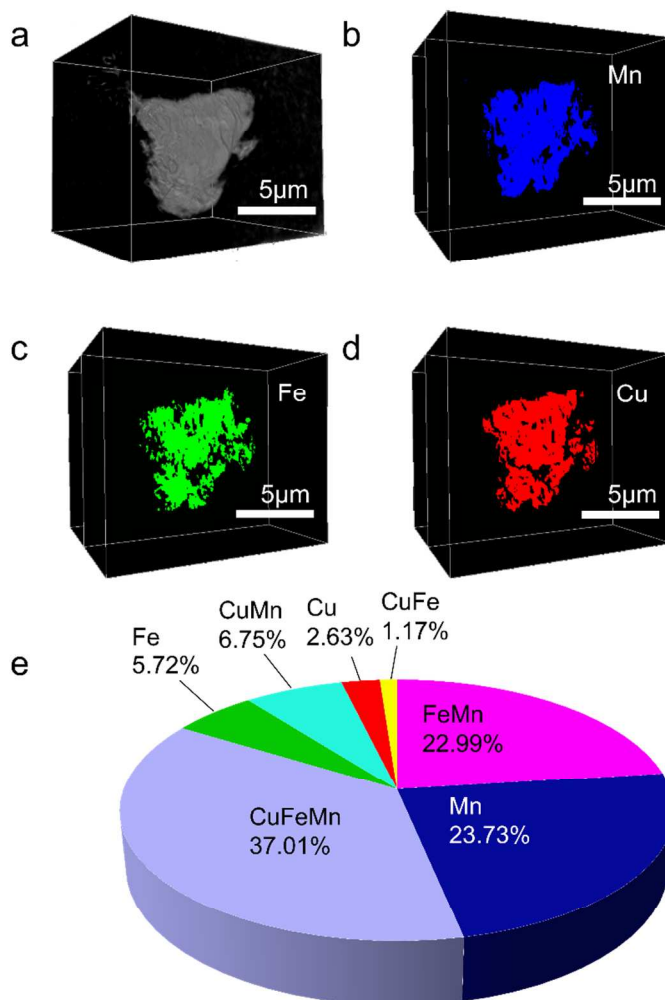 a
b
Mn
5µm
5µm
c
d
Fe
Cu
5µm
5µm
e
Fe
5.72%
CuMn
6.75%
Cu
2.63%
CuFe
1.17%
FeMn
22.99%
Mn
23.73%
CuFeMn
37.01%